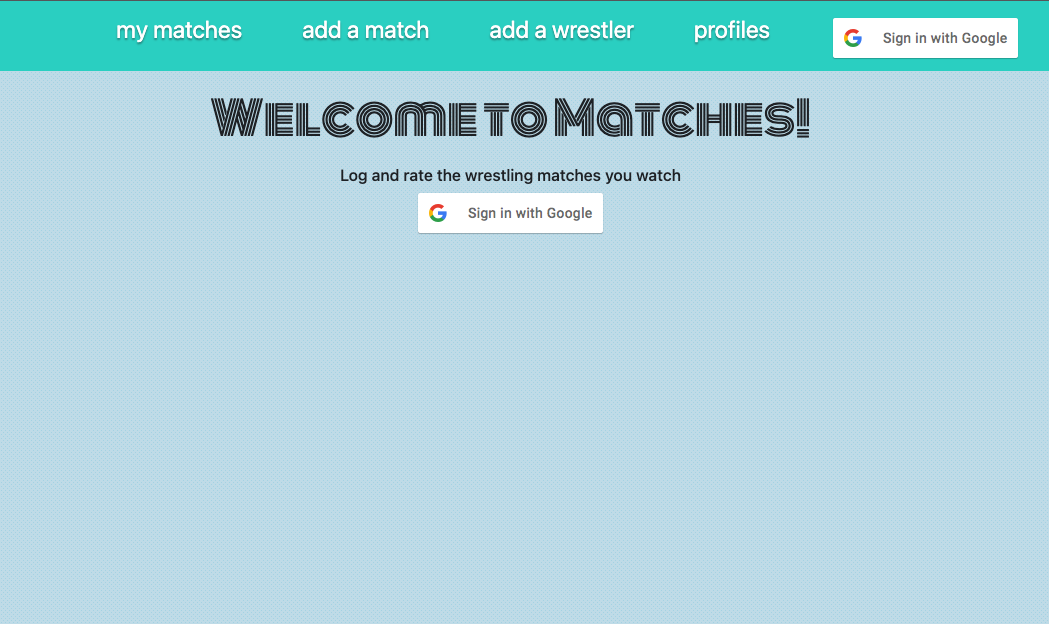 my matches add a match add a wrestler profiles Sign in with Google
Welcome to Matches!
Log and rate the wrestling matches you watch
Sign in with Google